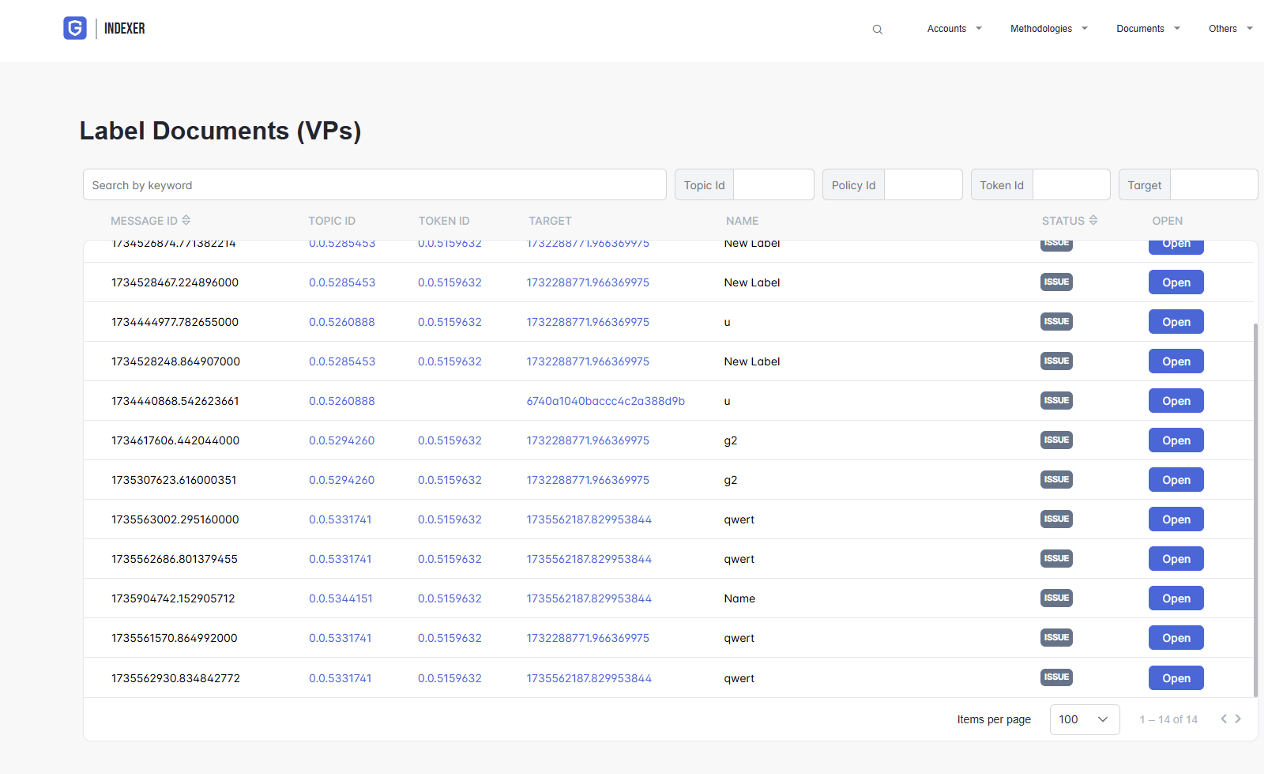 G INDEXER Accounts Methodologies Documents Others
Label Documents (VPs)
Search by keyword Topic Id Policy Id Token Id Target
MESSAGE ID TOPIC ID TOKEN ID TARGET NAME STATUS OPEN
1734526874.771382214 0.0.5285453 0.0.5159632 1732288771.966369975 New Label ISSUE Open
1734528467.224896000 0.0.5285453 0.0.5159632 1732288771.966369975 New Label ISSUE Open
1734444977.782655000 0.0.5260888 0.0.5159632 1732288771.966369975 u ISSUE Open
1734528248.864907000 0.0.5285453 0.0.5159632 1732288771.966369975 New Label ISSUE Open
1734440868.542623661 0.0.5260888 6740a1040baccc4c2a388d9b u ISSUE Open
1734617606.442044000 0.0.5294260 0.0.5159632 1732288771.966369975 g2 ISSUE Open
1735307623.616000351 0.0.5294260 0.0.5159632 1732288771.966369975 g2 ISSUE Open
1735563002.295160000 0.0.5331741 0.0.5159632 1735562187.829953844 qwert ISSUE Open
1735562686.801379455 0.0.5331741 0.0.5159632 1735562187.829953844 qwert ISSUE Open
1735904742.152905712 0.0.5344151 0.0.5159632 1735562187.829953844 Name ISSUE Open
1735561570.864992000 0.0.5331741 0.0.5159632 1732288771.966369975 qwert ISSUE Open
1735562930.834842772 0.0.5331741 0.0.5159632 1735562187.829953844 qwert ISSUE Open
Items per page 100 1 – 14 of 14